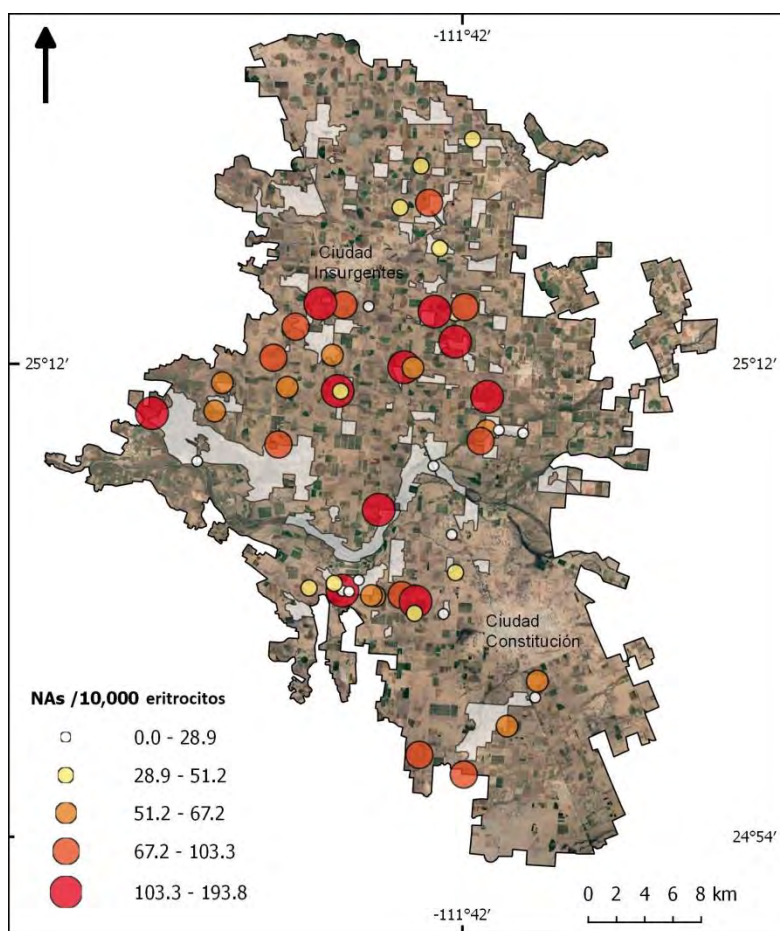 -111°42′
Ciudad
Insurgentes
25°12′
25°12′
Ciudad
Constitución
NAs /10,000 eritrocitos
0.0 - 28.9
28.9 - 51.2
51.2 - 67.2
67.2 - 103.3
103.3 - 193.8
24°54′
0 2 4 6 8 km
-111°42′